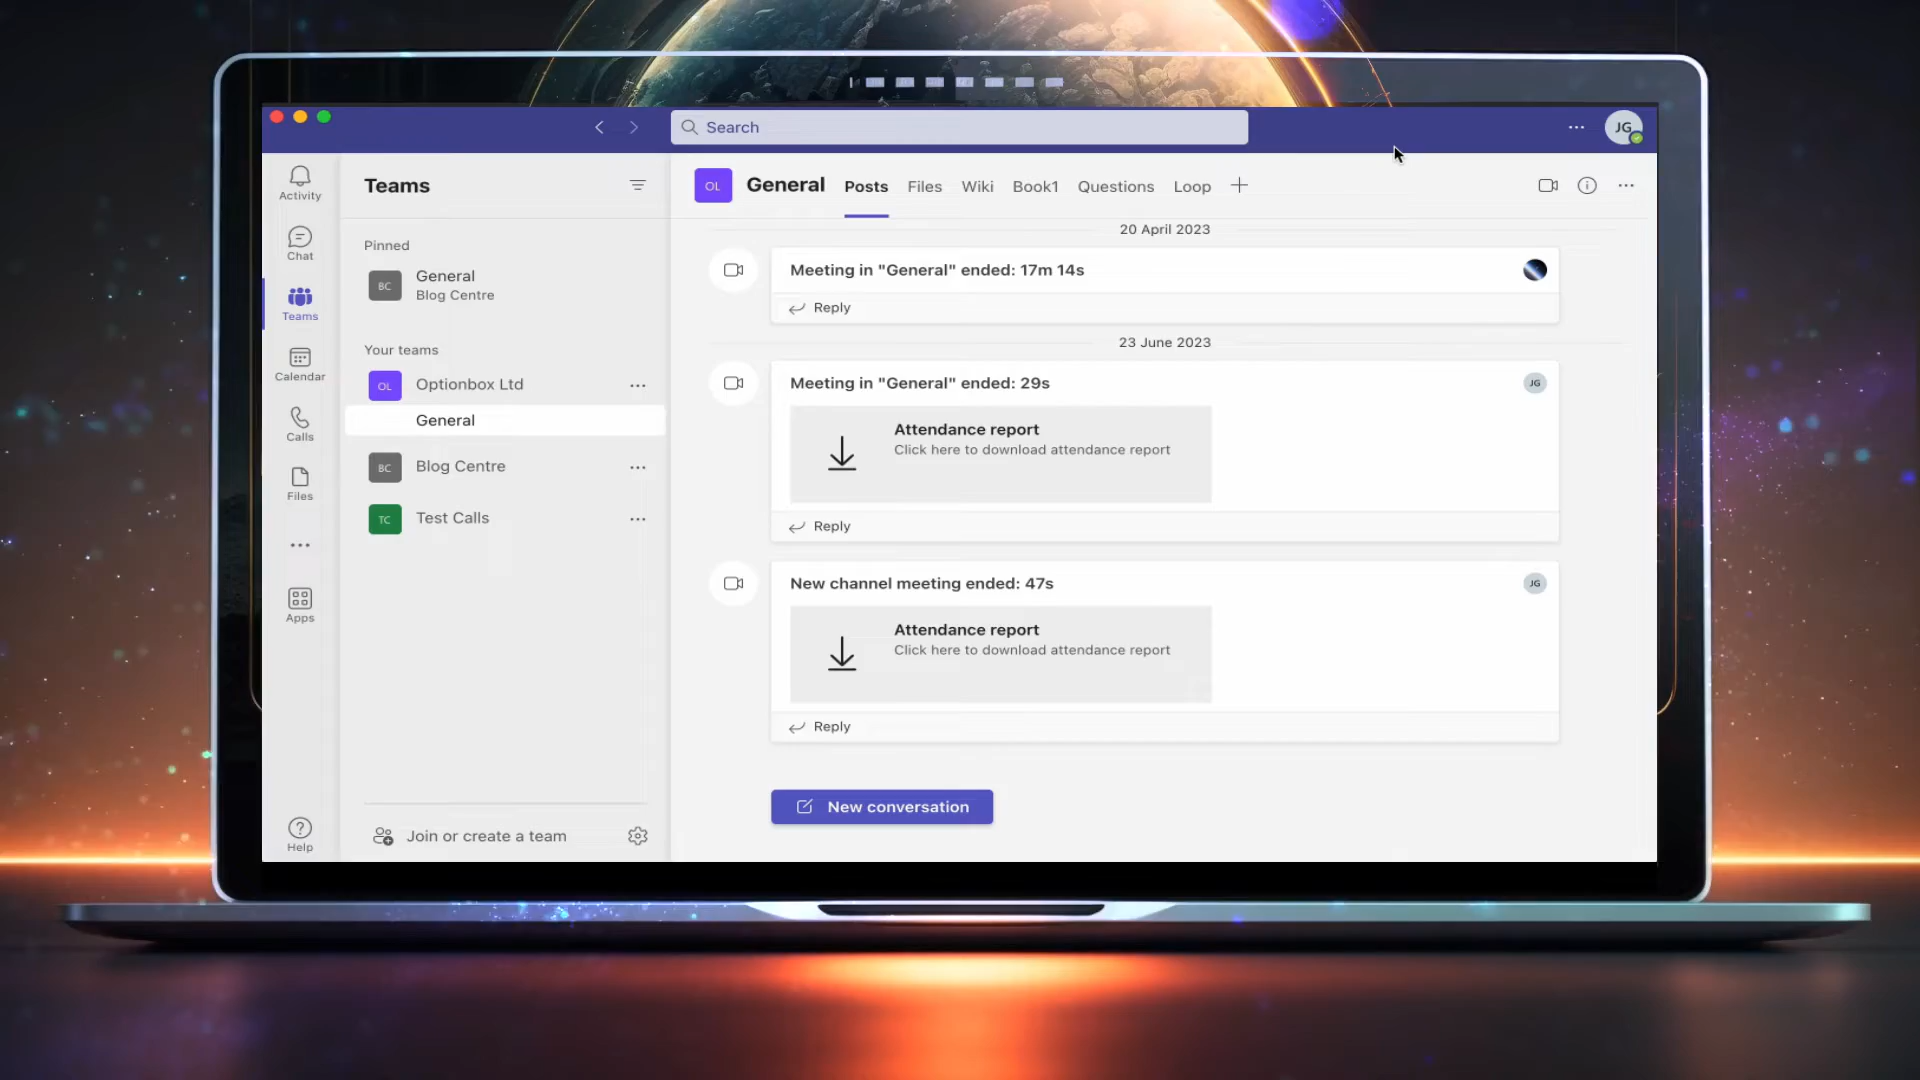 Search
JG
Activity
Chat
Teams
Calendar
Calls
Files
Apps
Help
Teams
Pinned
BC
General
Blog Centre
Your teams
OL
Optionbox Ltd
General
BC
Blog Centre
TC
Test Calls
Join or create a team
OL
General
Posts
Files
Wiki
Book1
Questions
Loop
20 April 2023
Meeting in "General" ended: 17m 14s
Reply
23 June 2023
Meeting in "General" ended: 29s
JG
Attendance report
Click here to download attendance report
Reply
New channel meeting ended: 47s
JG
Attendance report
Click here to download attendance report
Reply
New conversation